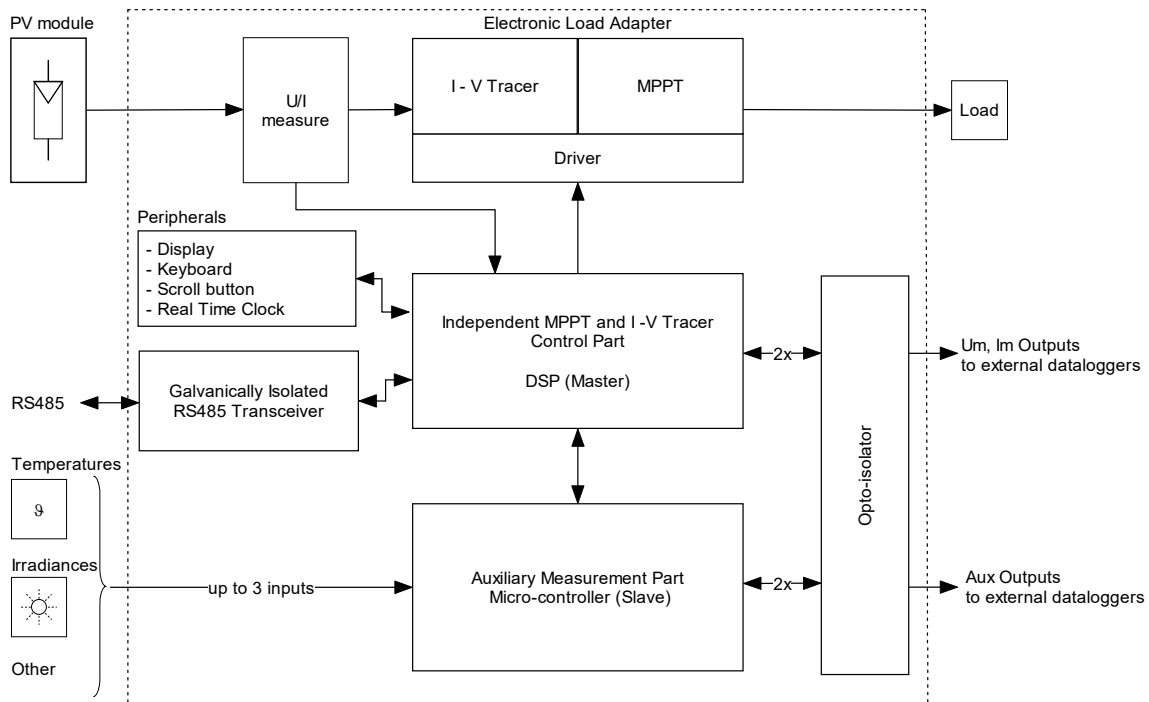 PV module
Electronic Load Adapter
U/I
measure
I - V Tracer
MPPT
Driver
Load
Peripherals
- Display
- Keyboard
- Scroll button
- Real Time Clock
Independent MPPT and I -V Tracer
Control Part
DSP (Master)
2x
Um, Im Outputs
to external dataloggers
Galvanically Isolated
RS485 Transceiver
RS485
Opto-isolator
Temperatures
ϑ
Irradiances
Other
up to 3 inputs
Auxiliary Measurement Part
Micro-controller (Slave)
2x
Aux Outputs
to external dataloggers